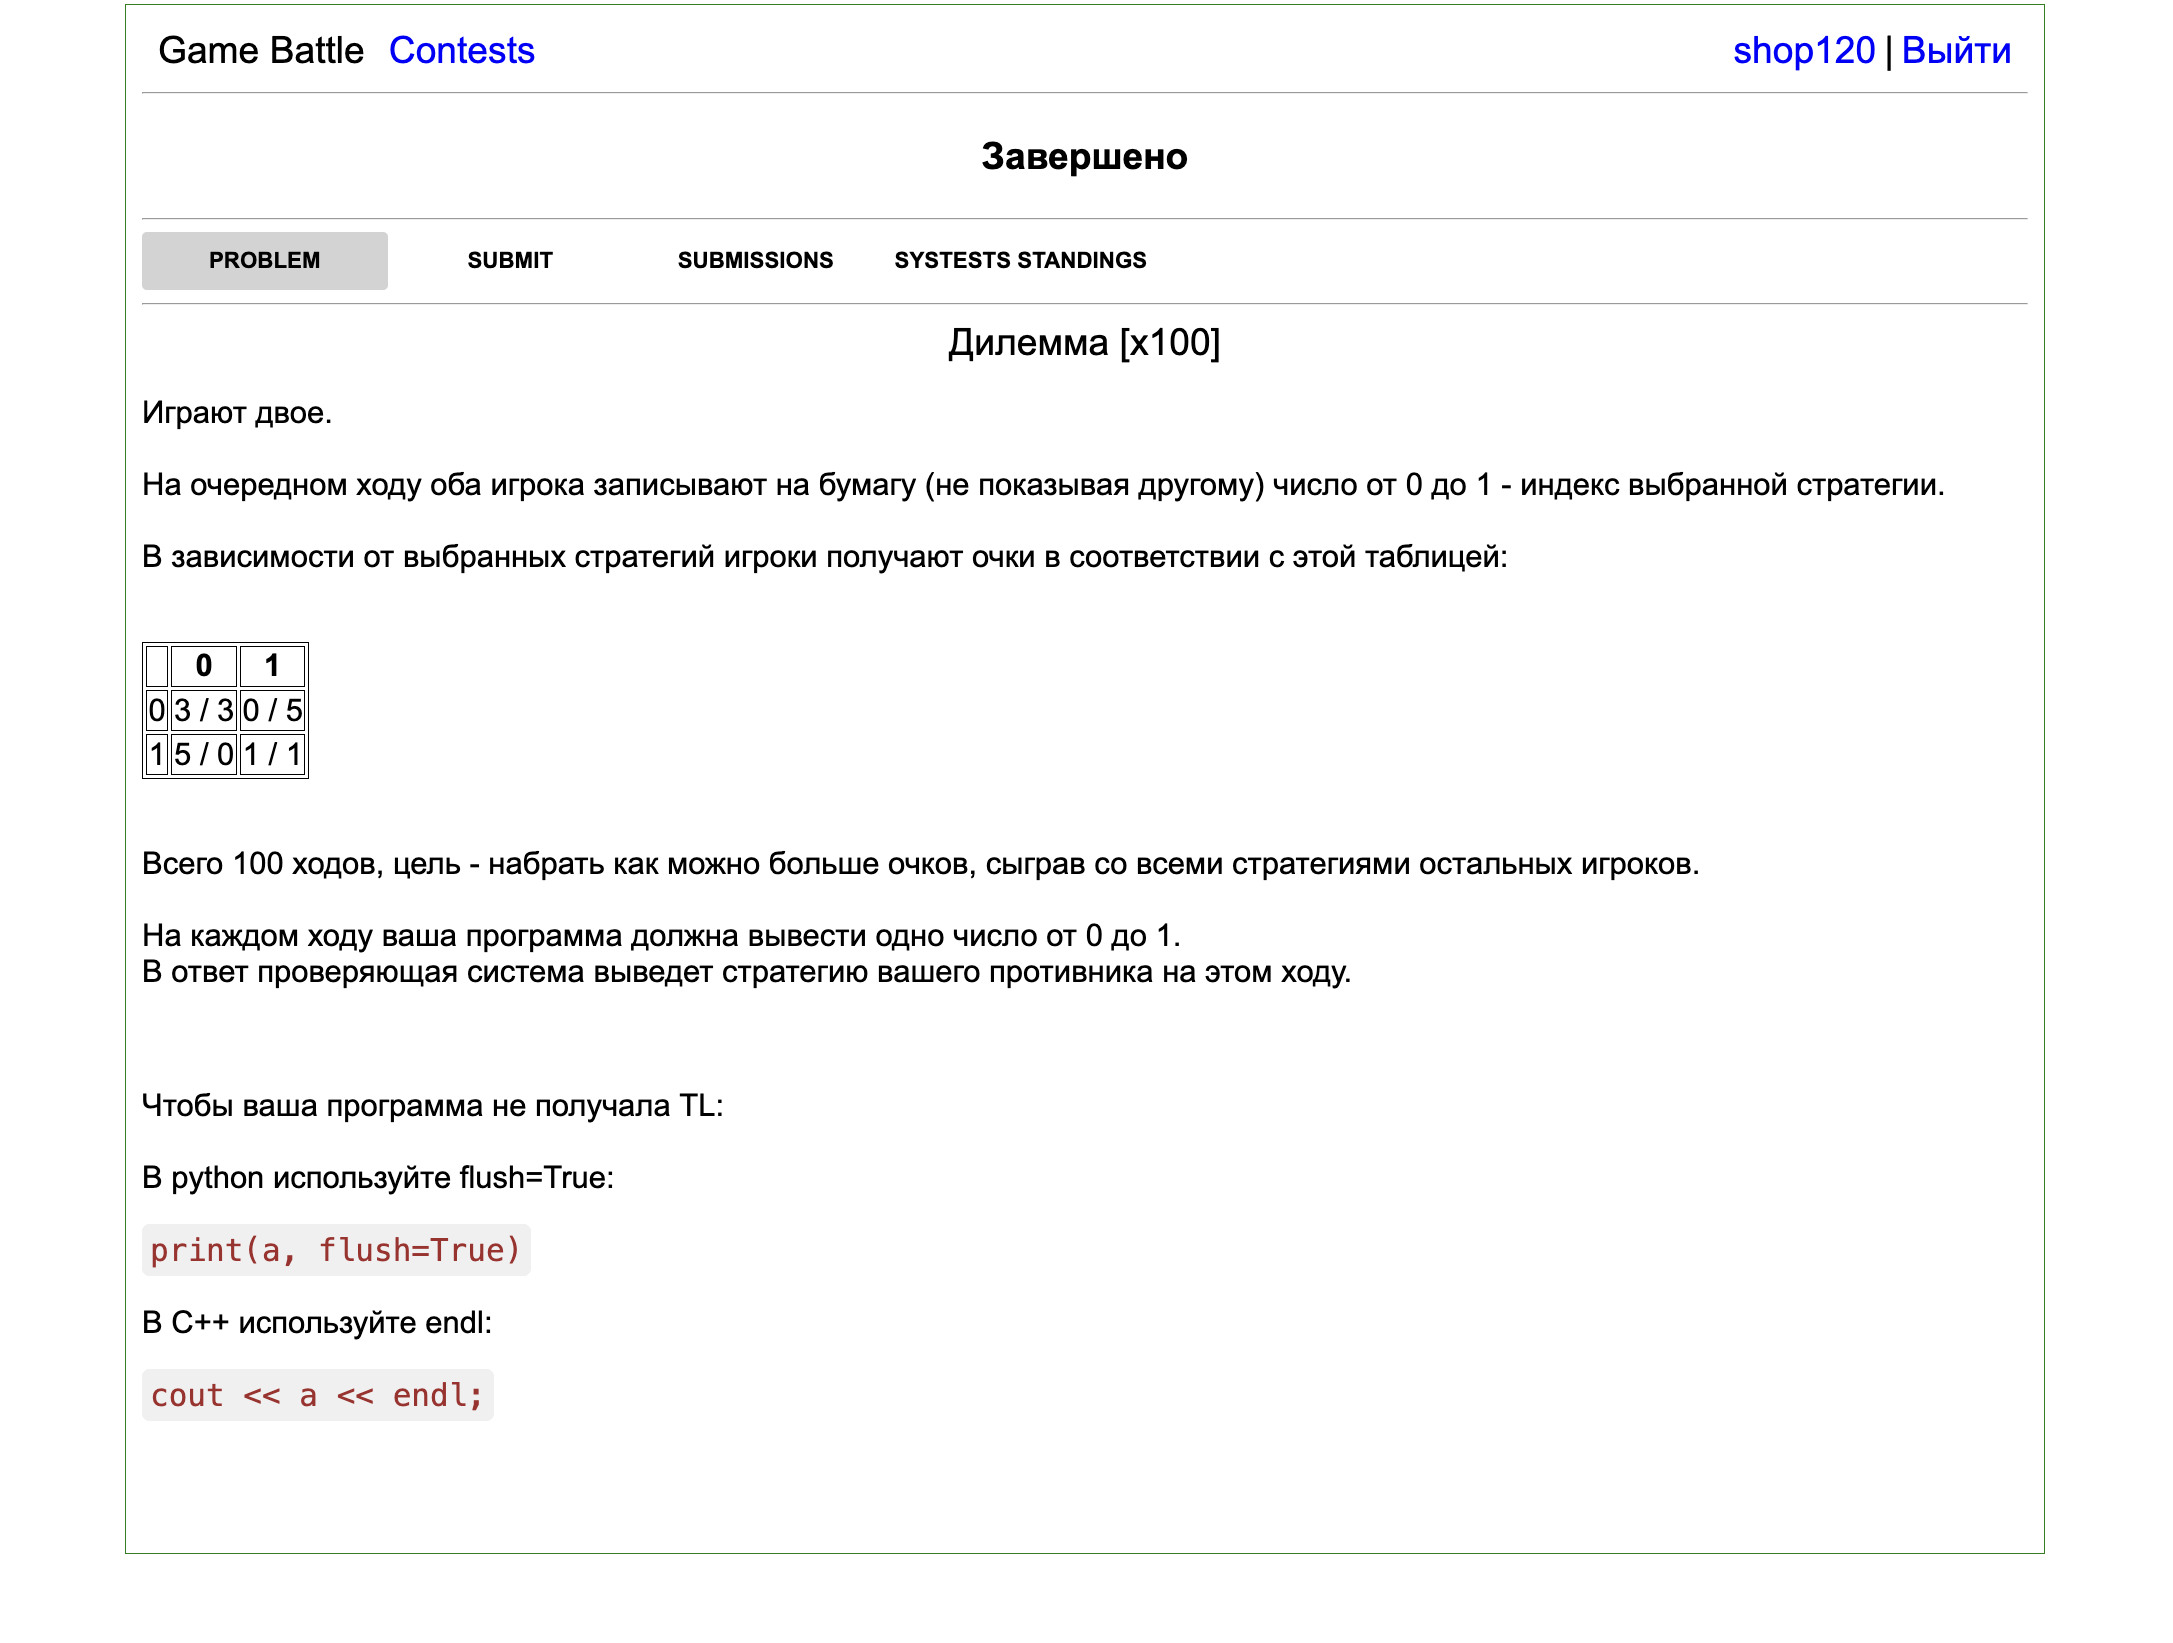 Game Battle Contests shop120 | Выйти
Завершено
PROBLEM SUBMIT SUBMISSIONS SYSTESTS STANDINGS
Дилемма [x100]
Играют двое.
На очередном ходу оба игрока записывают на бумагу (не показывая другому) число от 0 до 1 - индекс выбранной стратегии.
В зависимости от выбранных стратегий игроки получают очки в соответствии с этой таблицей:
0 1
0 3 / 3 0 / 5
1 5 / 0 1 / 1
Всего 100 ходов, цель - набрать как можно больше очков, сыграв со всеми стратегиями остальных игроков.
На каждом ходу ваша программа должна вывести одно число от 0 до 1.
В ответ проверяющая система выведет стратегию вашего противника на этом ходу.
Чтобы ваша программа не получала TL:
В python используйте flush=True:
print(a, flush=True)
В C++ используйте endl:
cout << a << endl;